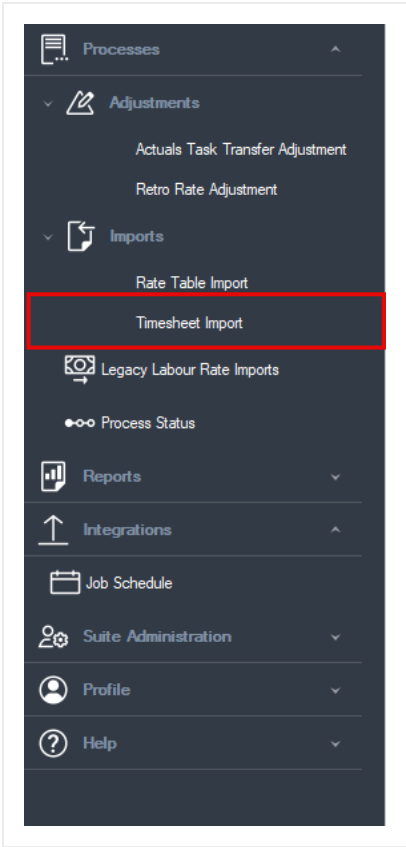 Processes
Adjustments
Actuals Task Transfer Adjustment
Retro Rate Adjustment
Imports
Rate Table Import
Timesheet Import
Legacy Labour Rate Imports
Process Status
Reports
Integrations
Job Schedule
Suite Administration
Profile
Help